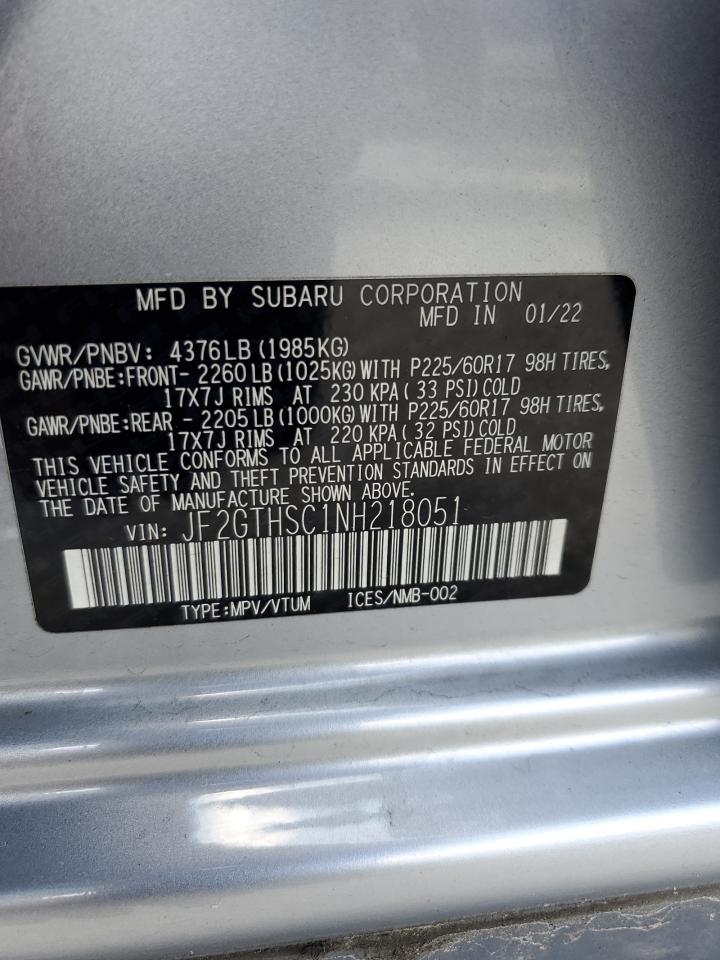 MFD BY SUBARU CORPORATION
MFD IN 01/22
GVWR/PNBV: 4376LB (1985KG)
GAWR/PNBE:FRONT- 2260LB (1025KG) WITH P225/60R17 98H TIRES,
17X7J RIMS AT 230 KPA ( 33 PSI) COLD
GAWR/PNBE:REAR - 2205LB (1000KG) WITH P225/60R17 98H TIRES,
17X7J RIMS AT 220 KPA ( 32 PSI) COLD
THIS VEHICLE CONFORMS TO ALL APPLICABLE FEDERAL MOTOR
VEHICLE SAFETY AND THEFT PREVENTION STANDARDS IN EFFECT ON
THE DATE OF MANUFACTURE SHOWN ABOVE.
VIN: JF2GTHSC1NH218051
TYPE:MPV/VTUM ICES/NMB-002